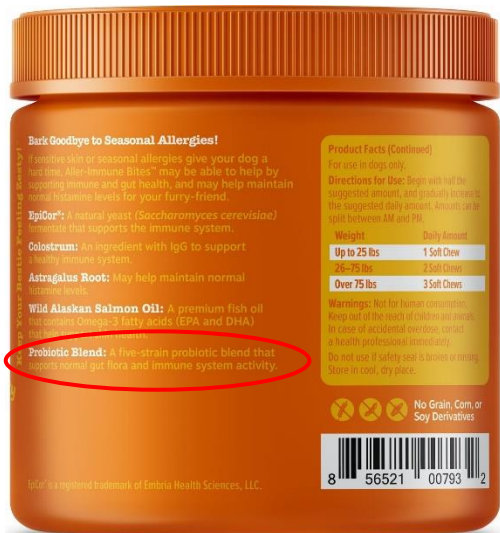 Bark Goodbye to Seasonal Allergies!
If sensitive skin or seasonal allergies give your dog a
hard time, Aller-Immune Bites™ may be able to help by
supporting immune and gut health, and may help maintain
normal histamine levels for your furry-friend.
EpiCor®: A natural yeast (Saccharomyces cerevisiae)
fermentate that supports the immune system.
Colostrum: An ingredient with IgG to support
a healthy immune system.
Astragalus Root: May help maintain normal
histamine levels.
Wild Alaskan Salmon Oil: A premium fish oil
that contains Omega-3 fatty acids (EPA and DHA)
that help support health.
Probiotic Blend: A five-strain probiotic blend that
supports normal gut flora and immune system activity.
EpiCor® is a registered trademark of Embria Health Sciences, LLC.
Keep Your Bestie Feeling Zesty!™
Product Facts (Continued)
For use in dogs only.
Directions for Use: Begin with half the
suggested amount, and gradually increase to
the suggested daily amount. Amounts can be
split between AM and PM.
Weight Daily Amount
Up to 25 lbs 1 Soft Chew
26–75 lbs 2 Soft Chews
Over 75 lbs 3 Soft Chews
Warnings: Not for human consumption.
Keep out of the reach of children and animals.
In case of accidental overdose, contact
a health professional immediately.
Do not use if safety seal is broken or missing.
Store in cool, dry place.
No Grain, Corn, or
Soy Derivatives
8 56521 00793 2